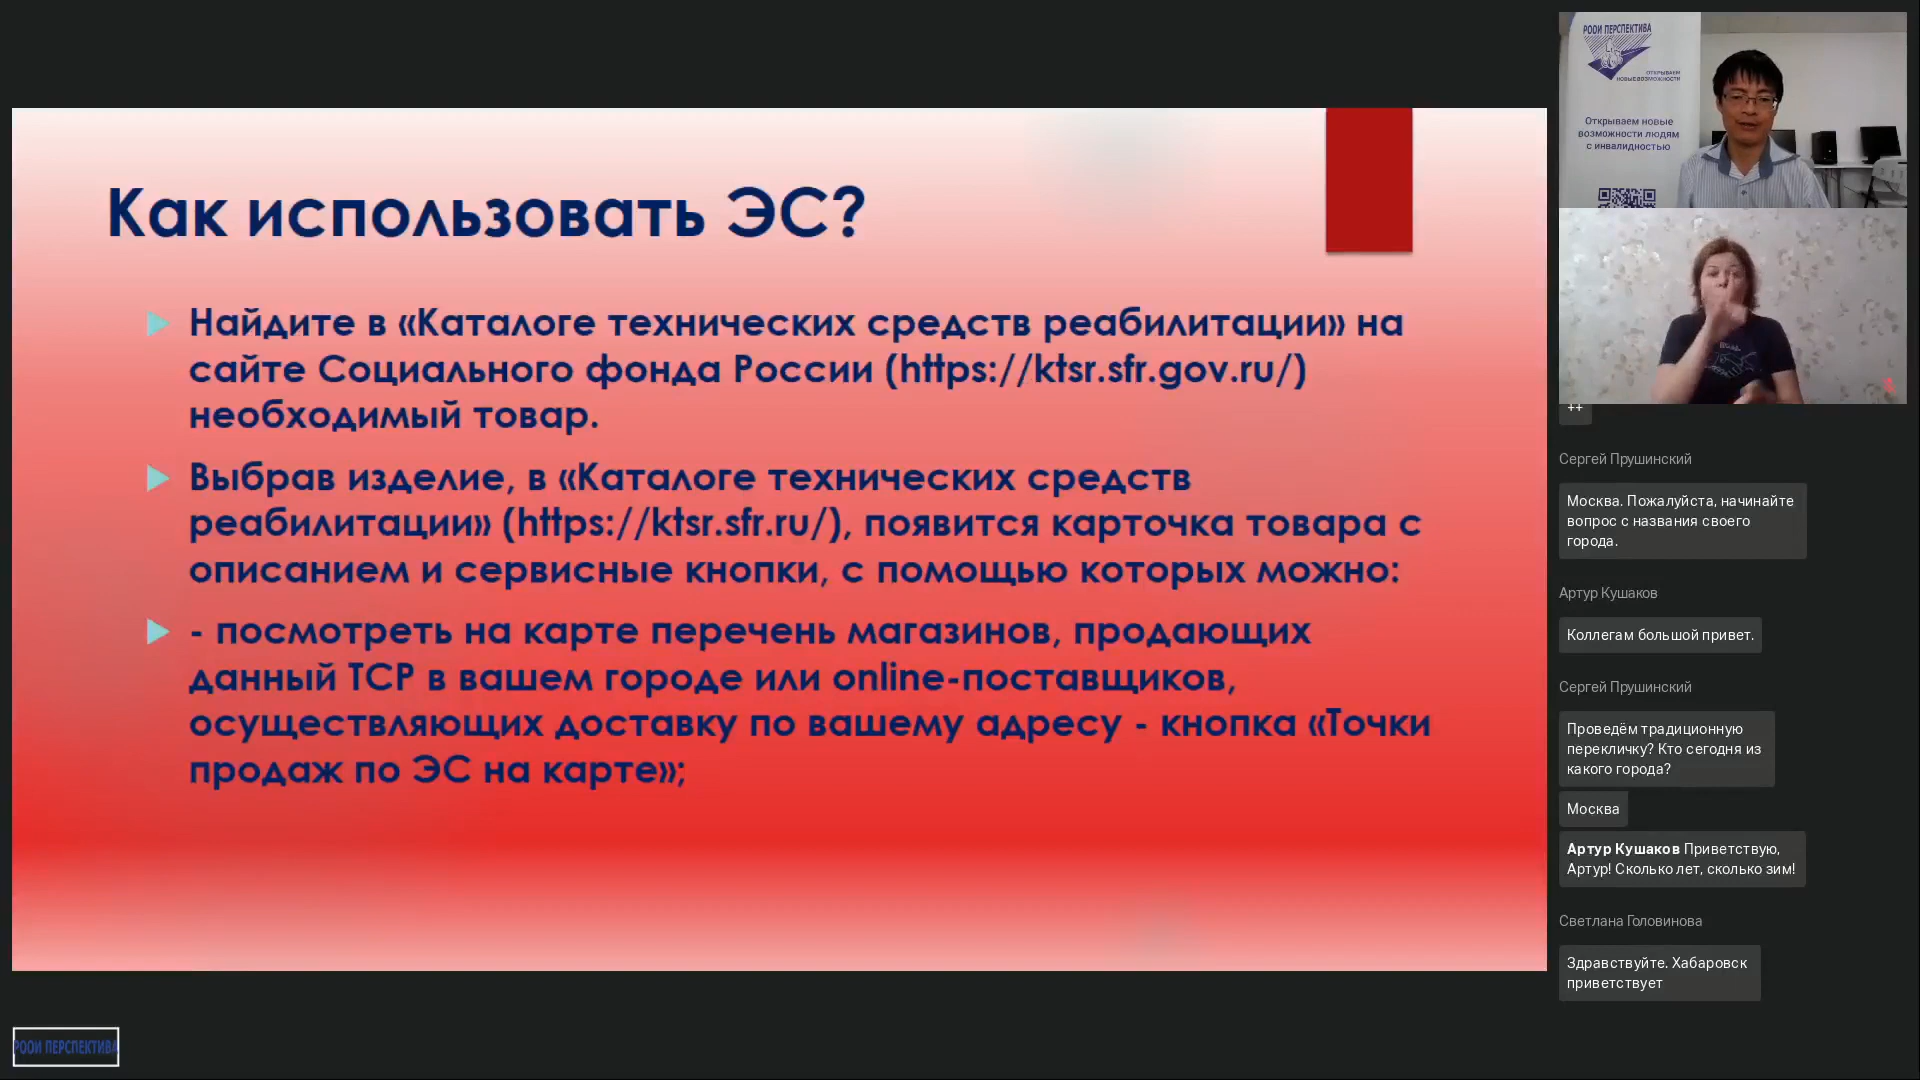 Как использовать ЭС?
Найдите в «Каталоге технических средств реабилитации» на
сайте Социального фонда России (https://ktsr.sfr.gov.ru/)
необходимый товар.
Выбрав изделие, в «Каталоге технических средств
реабилитации» (https://ktsr.sfr.ru/), появится карточка товара с
описанием и сервисные кнопки, с помощью которых можно:
- посмотреть на карте перечень магазинов, продающих
данный ТСР в вашем городе или online-поставщиков,
осуществляющих доставку по вашему адресу - кнопка «Точки
продаж по ЭС на карте»;
РООИ ПЕРСПЕКТИВА
РООИ ПЕРСПЕКТИВА
ОТКРЫВАЕМ
НОВЫЕ ВОЗМОЖНОСТИ
Открываем новые
возможности людям
с инвалидностью
++
Сергей Прушинский
Москва. Пожалуйста, начинайте
вопрос с названия своего
города.
Артур Кушаков
Коллегам большой привет.
Сергей Прушинский
Проведём традиционную
перекличку? Кто сегодня из
какого города?
Москва
Артур Кушаков Приветствую,
Артур! Сколько лет, сколько зим!
Светлана Головинова
Здравствуйте. Хабаровск
приветствует